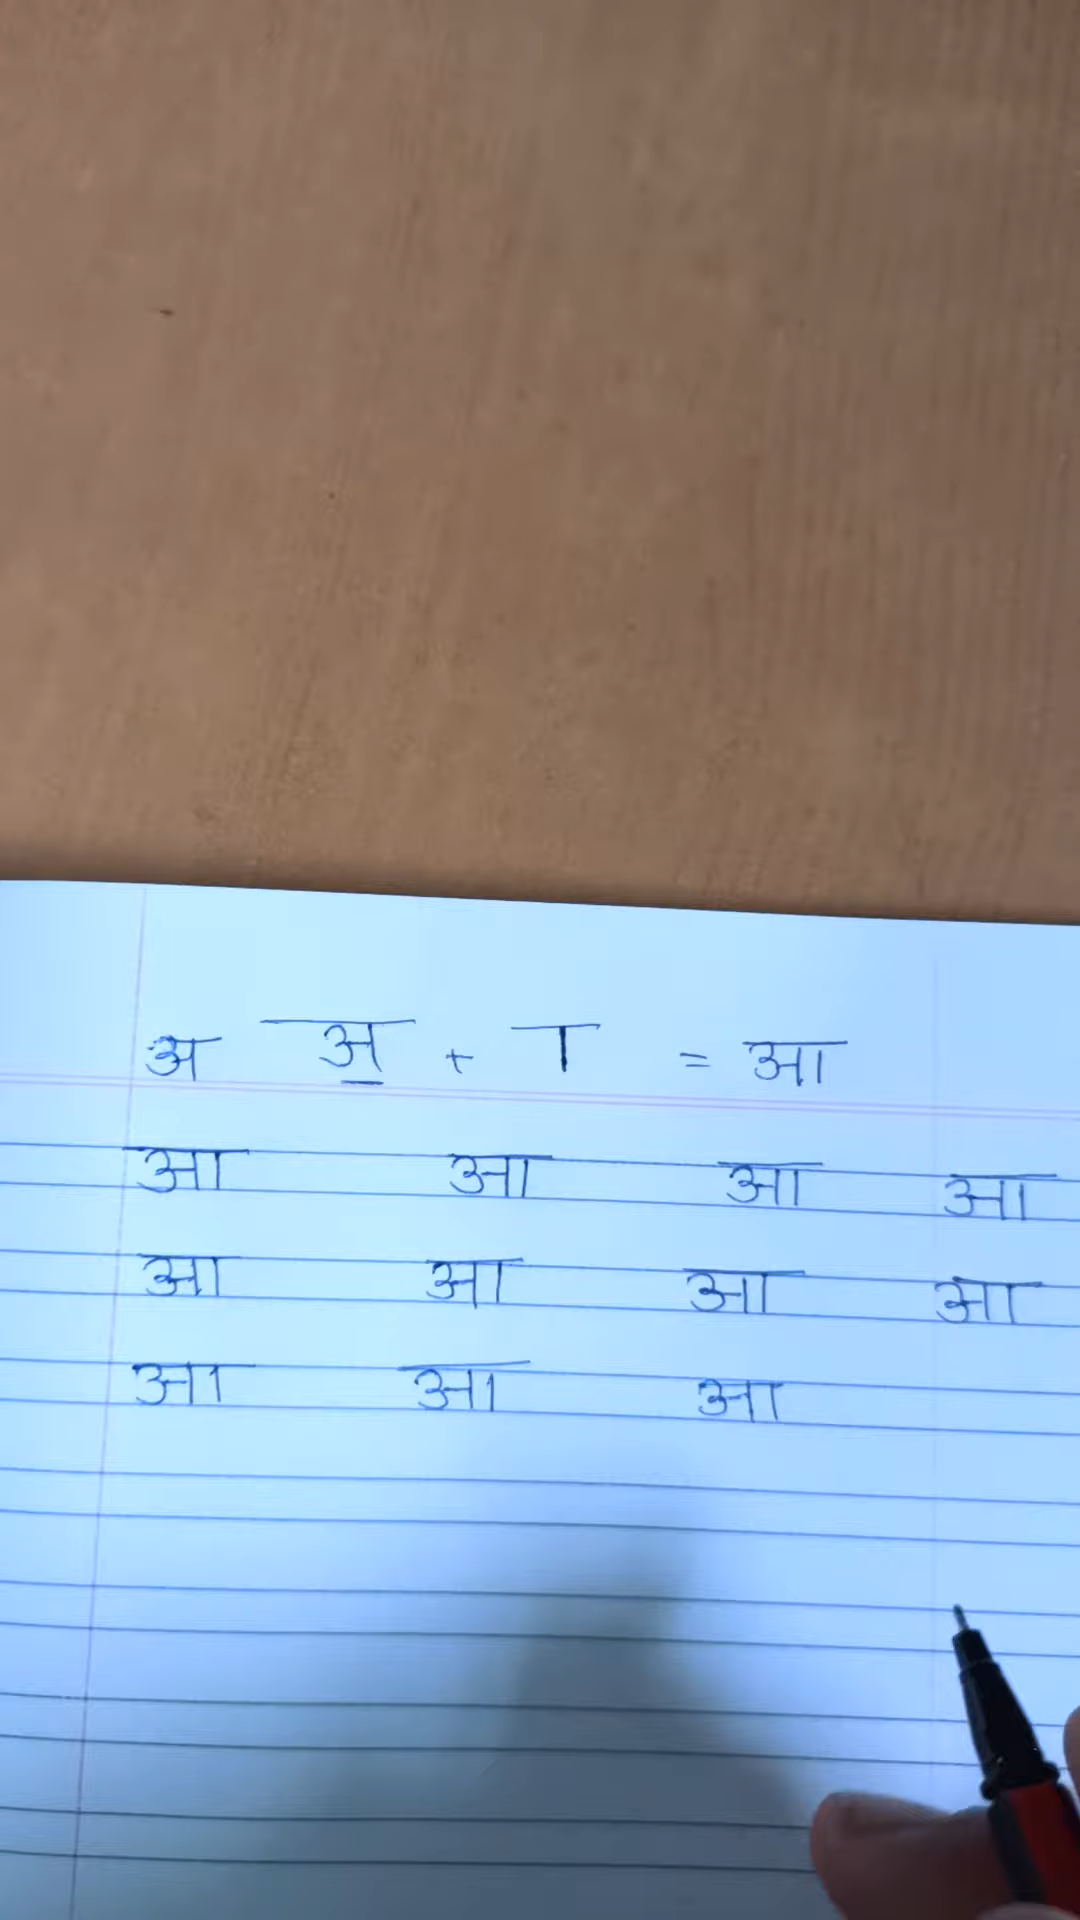 अ अ + ा = आ
आ आ आ आ
आ आ आ आ
आ आ आ